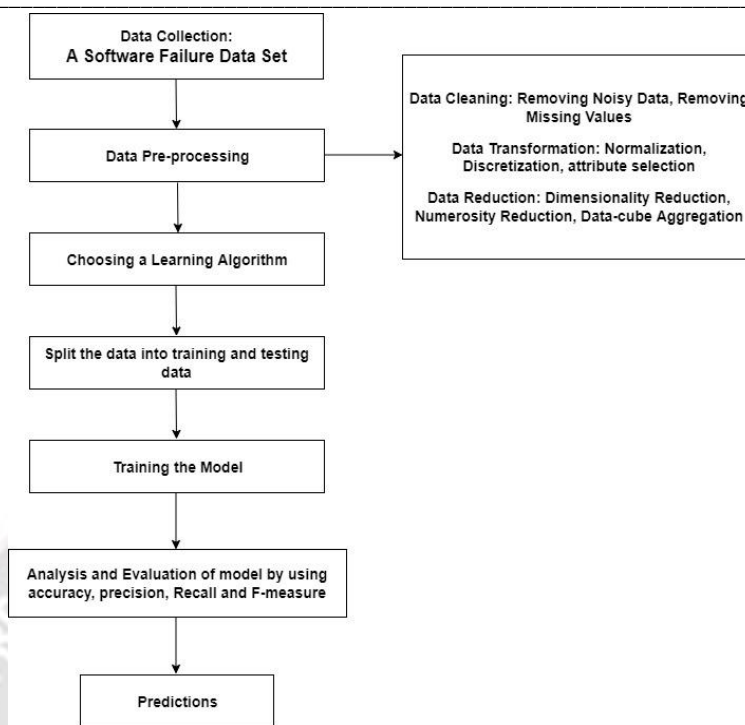 Data Collection:
A Software Failure Data Set
Data Pre-processing
Data Cleaning: Removing Noisy Data, Removing
Missing Values
Data Transformation: Normalization,
Discretization, attribute selection
Data Reduction: Dimensionality Reduction,
Numerosity Reduction, Data-cube Aggregation
Choosing a Learning Algorithm
Split the data into training and testing
data
Training the Model
Analysis and Evaluation of model by using
accuracy, precision, Recall and F-measure
Predictions